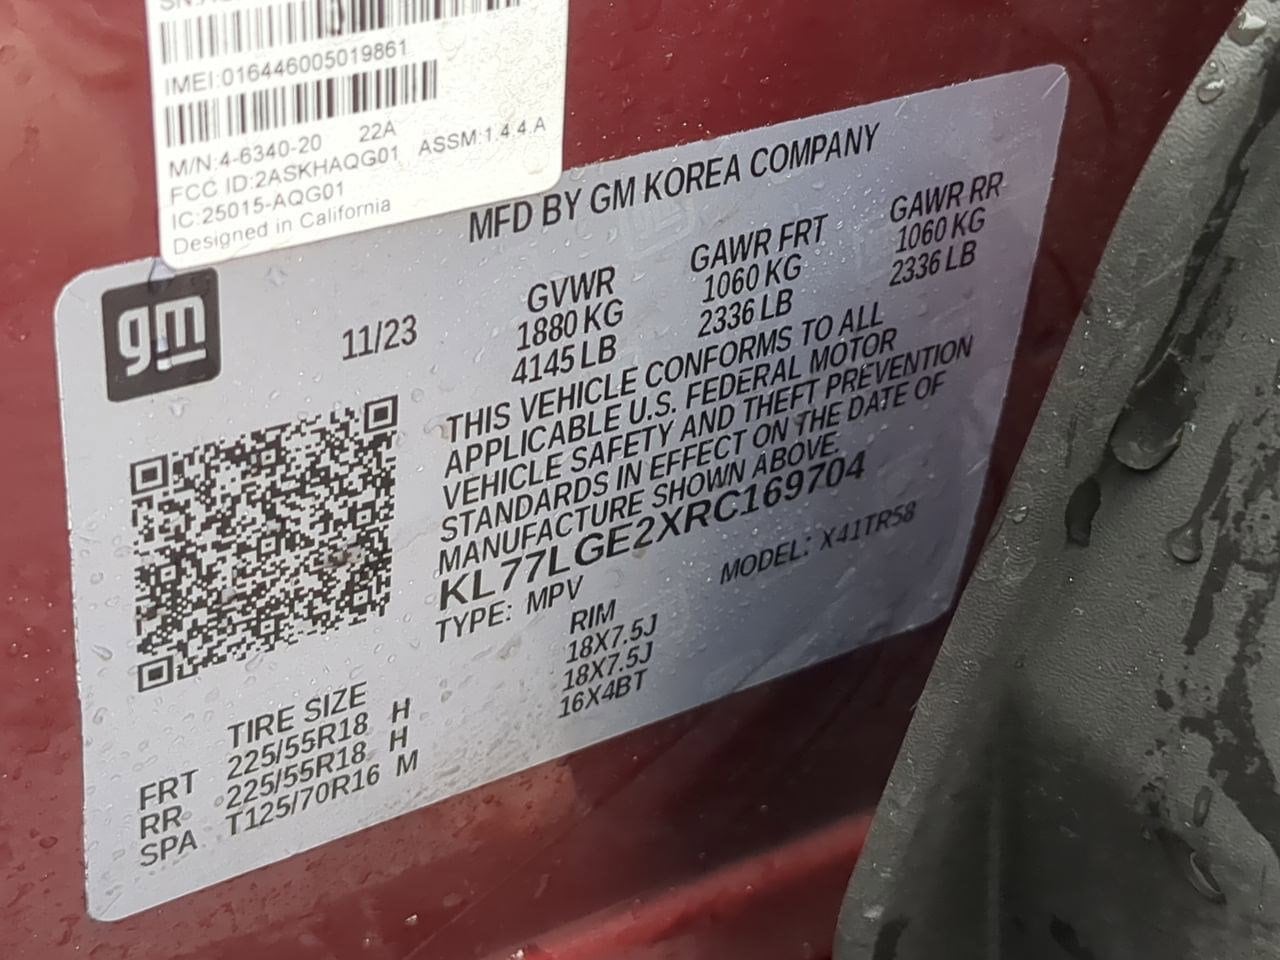 IMEI:016446005019861
M/N:4-6340-20 22A
FCC ID:2ASKHAQG01 ASSM:1.4.4.A
IC:25015-AQG01
Designed in California
MFD BY GM KOREA COMPANY
gm
11/23
GVWR GAWR FRT GAWR RR
1880 KG 1060 KG 1060 KG
4145 LB 2336 LB 2336 LB
THIS VEHICLE CONFORMS TO ALL
APPLICABLE U.S. FEDERAL MOTOR
VEHICLE SAFETY AND THEFT PREVENTION
STANDARDS IN EFFECT ON THE DATE OF
MANUFACTURE SHOWN ABOVE.
KL77LGE2XRC169704
TYPE: MPV MODEL: X41TR58
TIRE SIZE RIM
FRT 225/55R18 H 18X7.5J
RR 225/55R18 H 18X7.5J
SPA T125/70R16 M 16X4BT